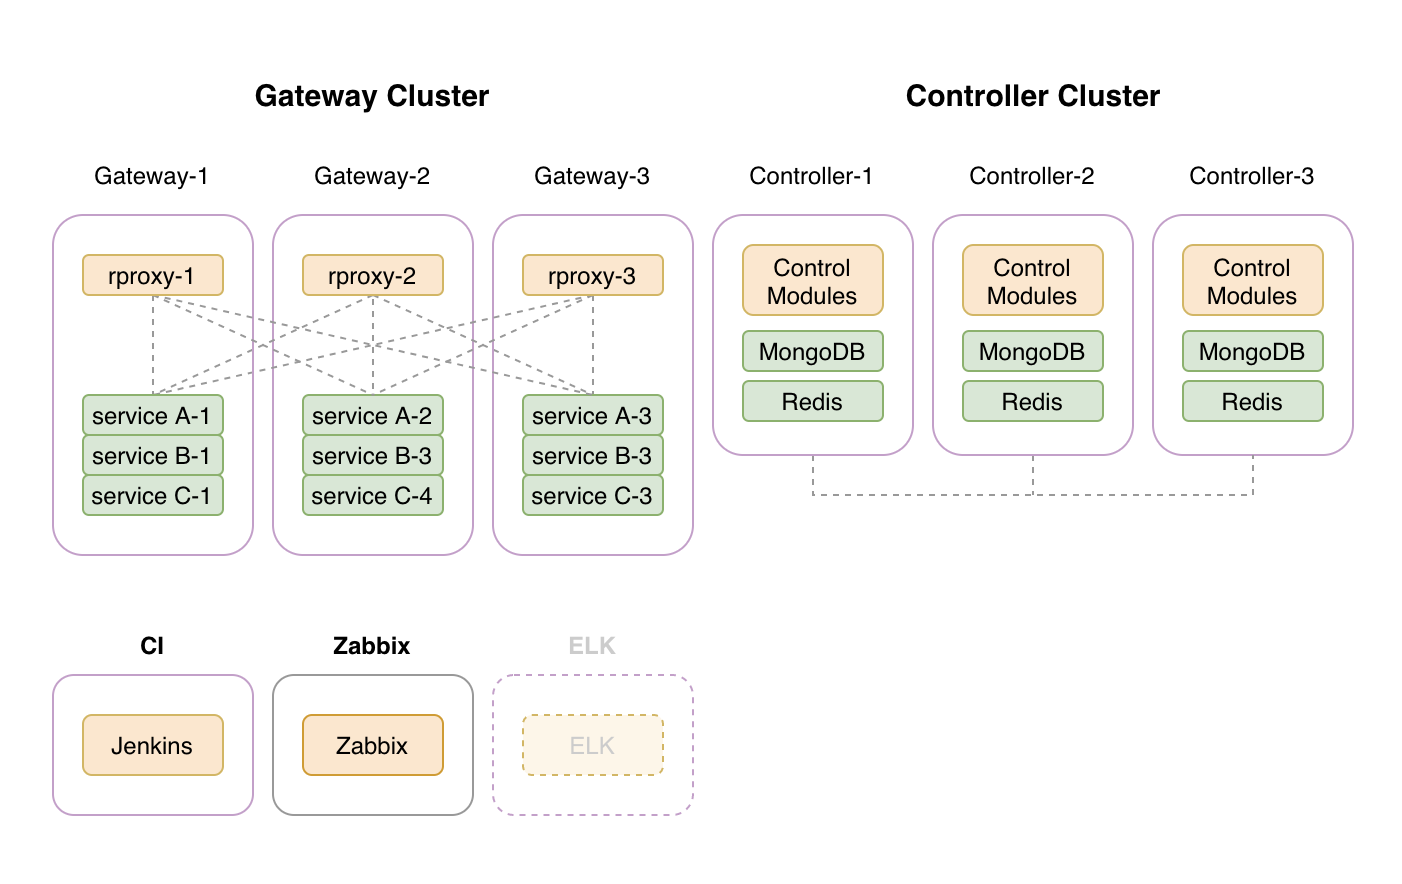 Gateway Cluster
Controller Cluster
Gateway-1
Gateway-2
Gateway-3
Controller-1
Controller-2
Controller-3
rproxy-1
rproxy-2
rproxy-3
service A-1
service B-1
service C-1
service A-2
service B-3
service C-4
service A-3
service B-3
service C-3
Control
Modules
MongoDB
Redis
Control
Modules
MongoDB
Redis
Control
Modules
MongoDB
Redis
CI
Zabbix
ELK
Jenkins
Zabbix
ELK